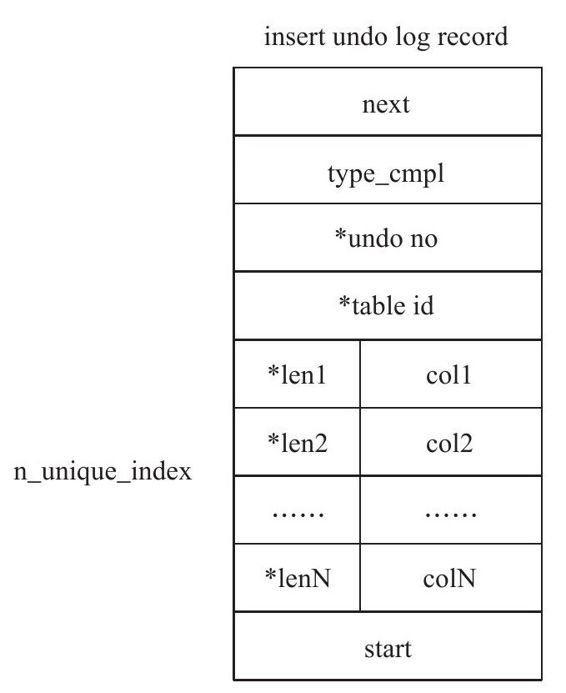 insert undo log record
next
type_cmpl
*undo no
*table id
*len1 col1
*len2 col2
n_unique_index
...... ......
*lenN colN
start